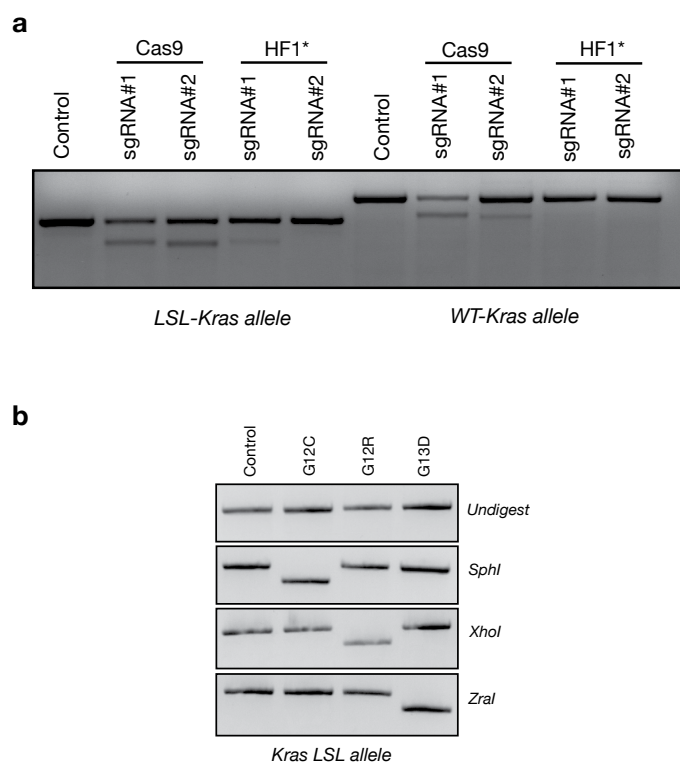 a
Cas9 HF1* Cas9 HF1*
Control sgRNA#1 sgRNA#2 sgRNA#1 sgRNA#2 Control sgRNA#1 sgRNA#2 sgRNA#1 sgRNA#2
LSL-Kras allele WT-Kras allele
b
Control G12C G12R G13D
Undigest
SphI
XhoI
ZraI
Kras LSL allele